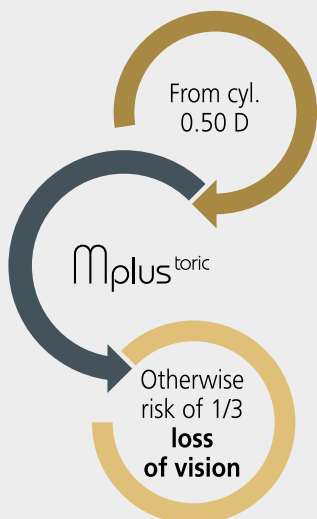 From cyl.
0.50 D
Mplus toric
Otherwise
risk of 1/3
loss
of vision